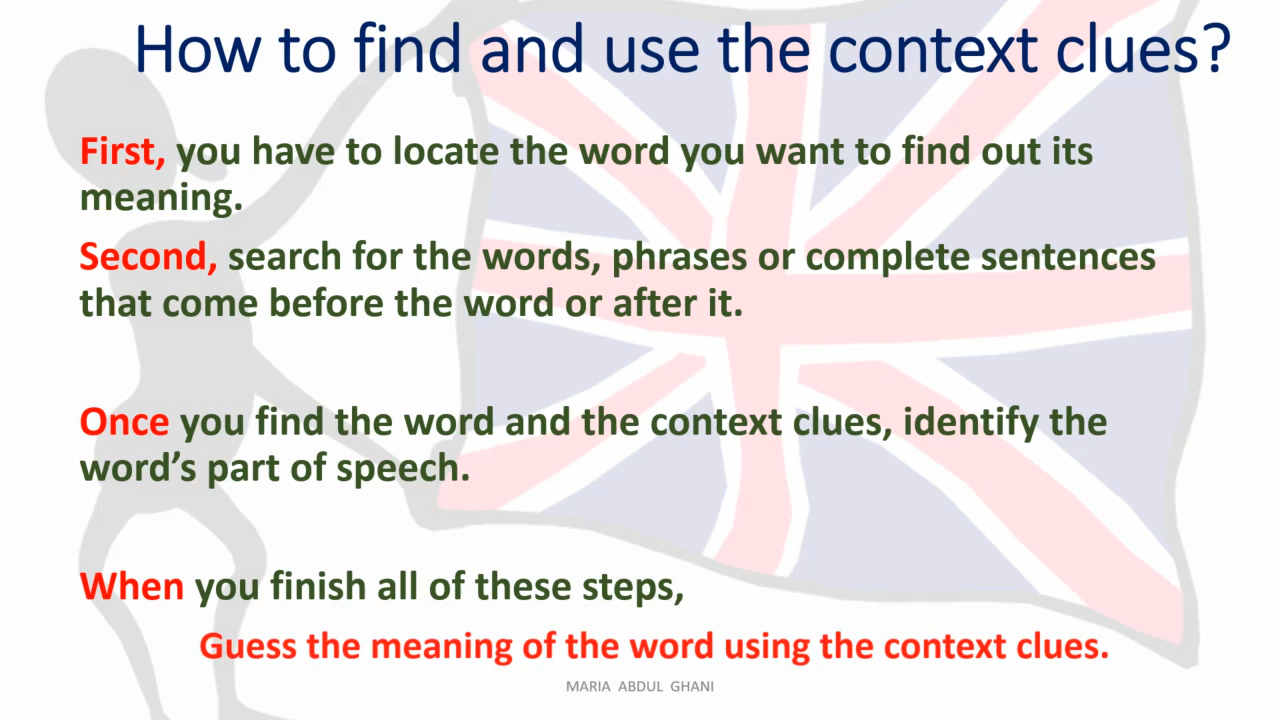 How to find and use the context clues?
First, you have to locate the word you want to find out its
meaning.
Second, search for the words, phrases or complete sentences
that come before the word or after it.
Once you find the word and the context clues, identify the
word’s part of speech.
When you finish all of these steps,
Guess the meaning of the word using the context clues.
MARIA ABDUL GHANI